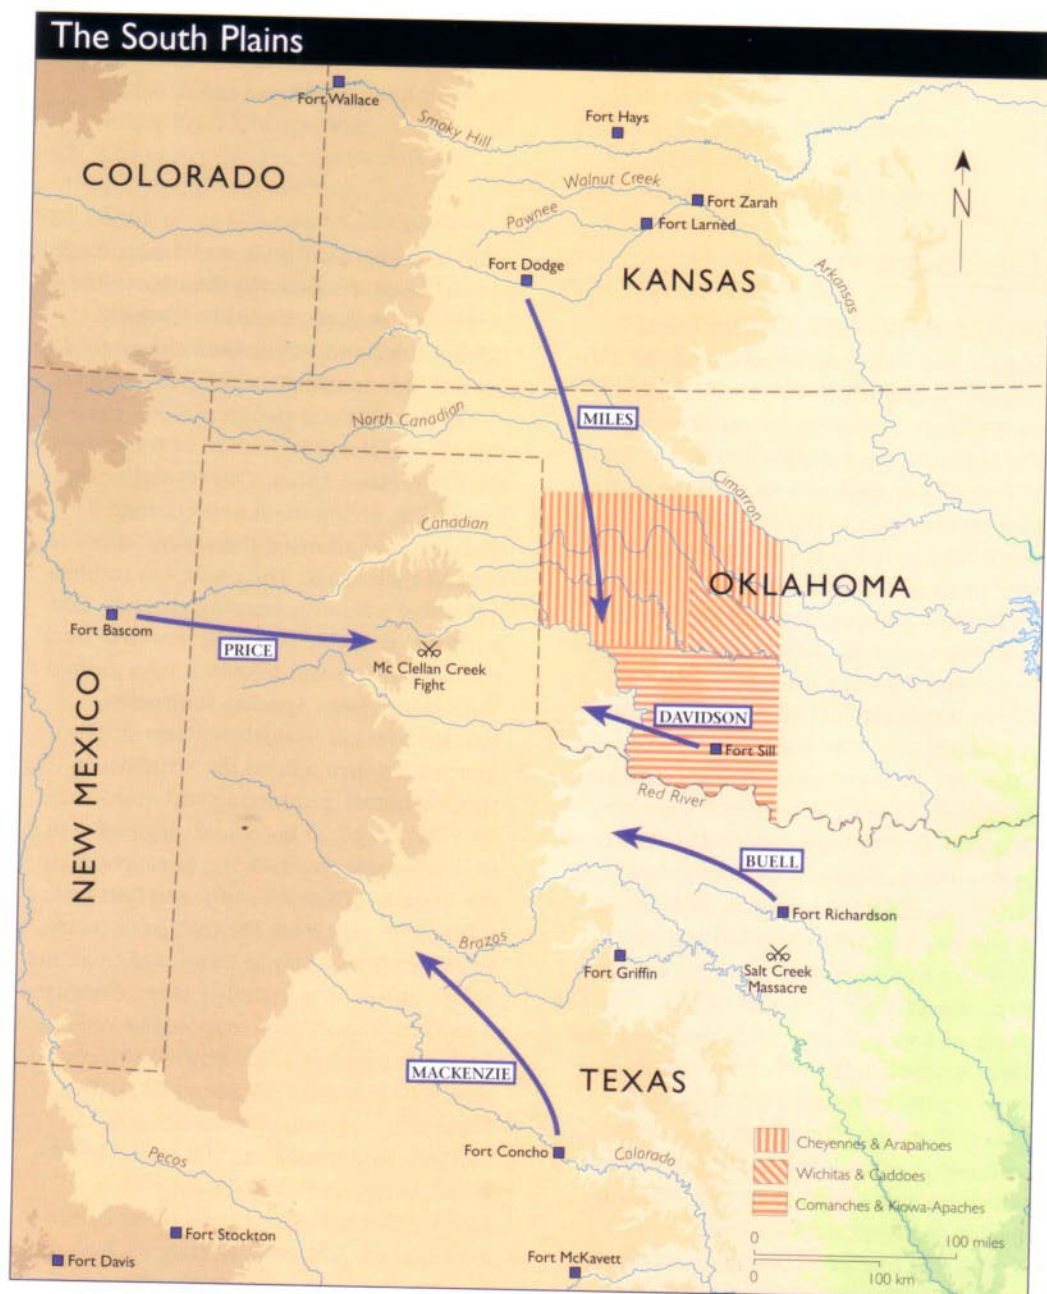 The South Plains
Fort Wallace
Smoky Hill
Fort Hays
COLORADO
Walnut Creek
Fort Zarah
Pawnee
Fort Larned
N
Fort Dodge
KANSAS
Arkansas
MILES
North Canadian
Cimarron
Canadian
OKLAHOMA
Fort Bascom
PRICE
Mc Clellan Creek
Fight
NEW MEXICO
DAVIDSON
Fort Sill
Red River
BUELL
Fort Richardson
Brazos
Fort Griffin
Salt Creek
Massacre
MACKENZIE
TEXAS
Fort Concho
Colorado
Pecos
Fort Stockton
Fort Davis
Fort McKavett
Cheyennes & Arapahoes
Wichitas & Caddoes
Comanches & Kiowa-Apaches
0
100 miles
0
100 km